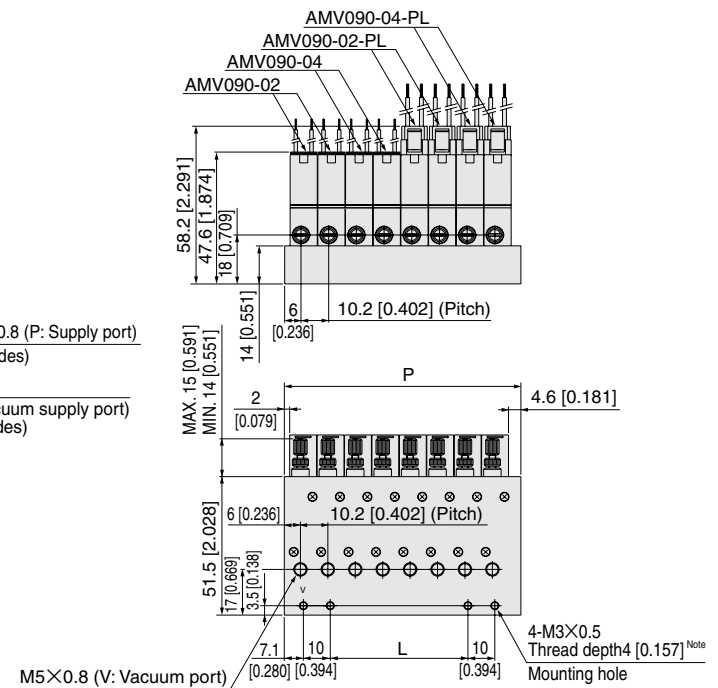 AMV090-04-PL
AMV090-02-PL
AMV090-04
AMV090-02
58.2 [2.291]
47.6 [1.874]
18 [0.709]
14 [0.551]
6
[0.236]
10.2 [0.402] (Pitch)
0.8 (P: Supply port)
des)
cuum supply port)
des)
MAX. 15 [0.591]
MIN. 14 [0.551]
P
2
[0.079]
4.6 [0.181]
6 [0.236]
10.2 [0.402] (Pitch)
51.5 [2.028]
17 [0.669]
3.5 [0.138]
V
7.1
[0.280]
10
[0.394]
L
10
[0.394]
4-M3×0.5
Thread depth4 [0.157] Note
Mounting hole
M5×0.8 (V: Vacuum port)